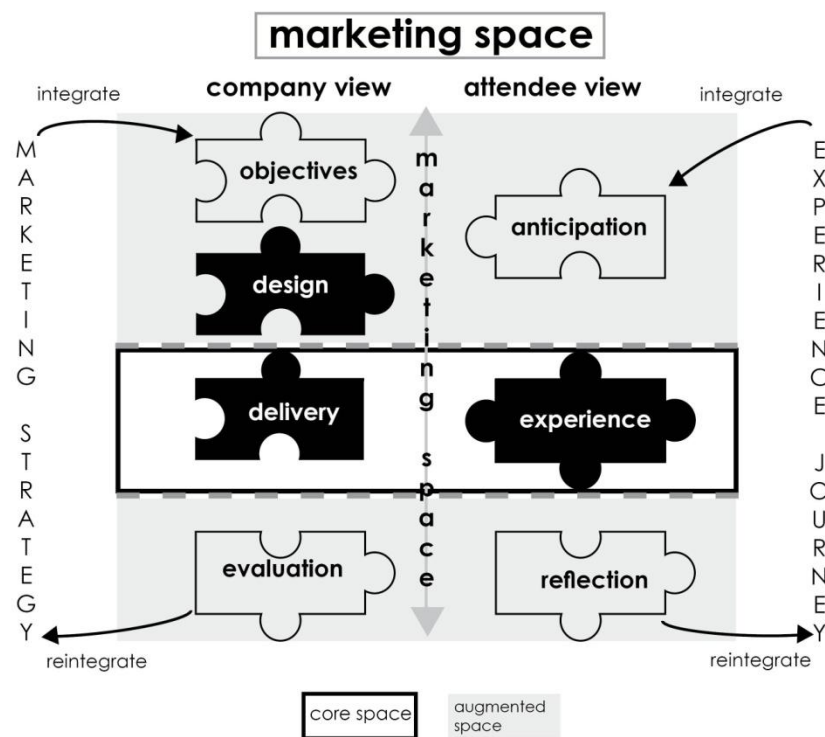 marketing space
company view
attendee view
integrate
integrate
MARKETING STRATEGY
objectives
design
delivery
evaluation
marketing space
anticipation
experience
reflection
EXPERIENCE JOURNEY
reintegrate
reintegrate
core space
augmented
space